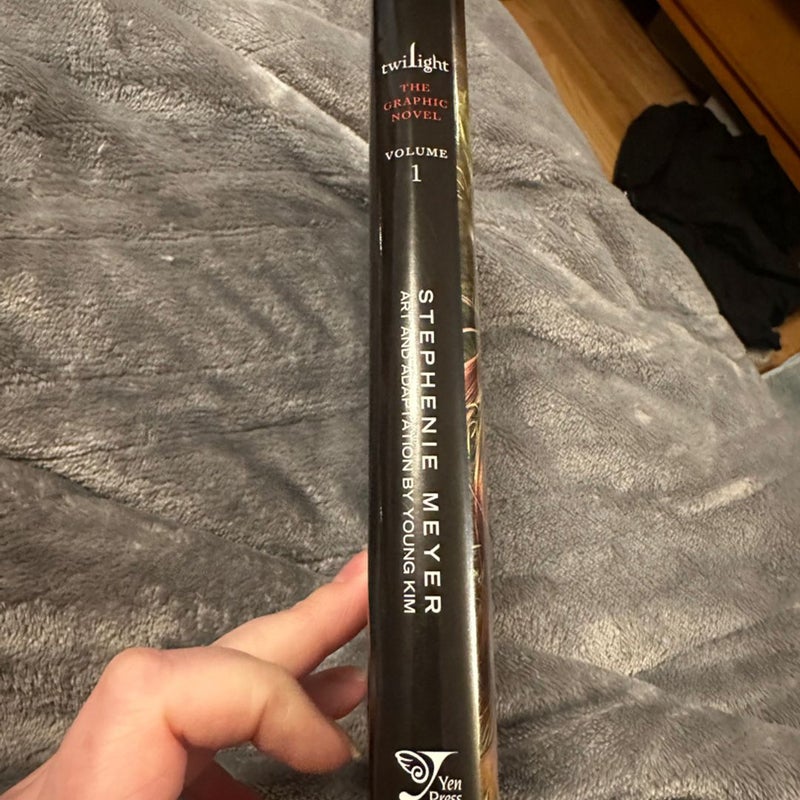 twilight
THE
GRAPHIC
NOVEL
VOLUME
1
STEPHENIE MEYER
ART AND ADAPTATION BY YOUNG KIM
Yen
Press